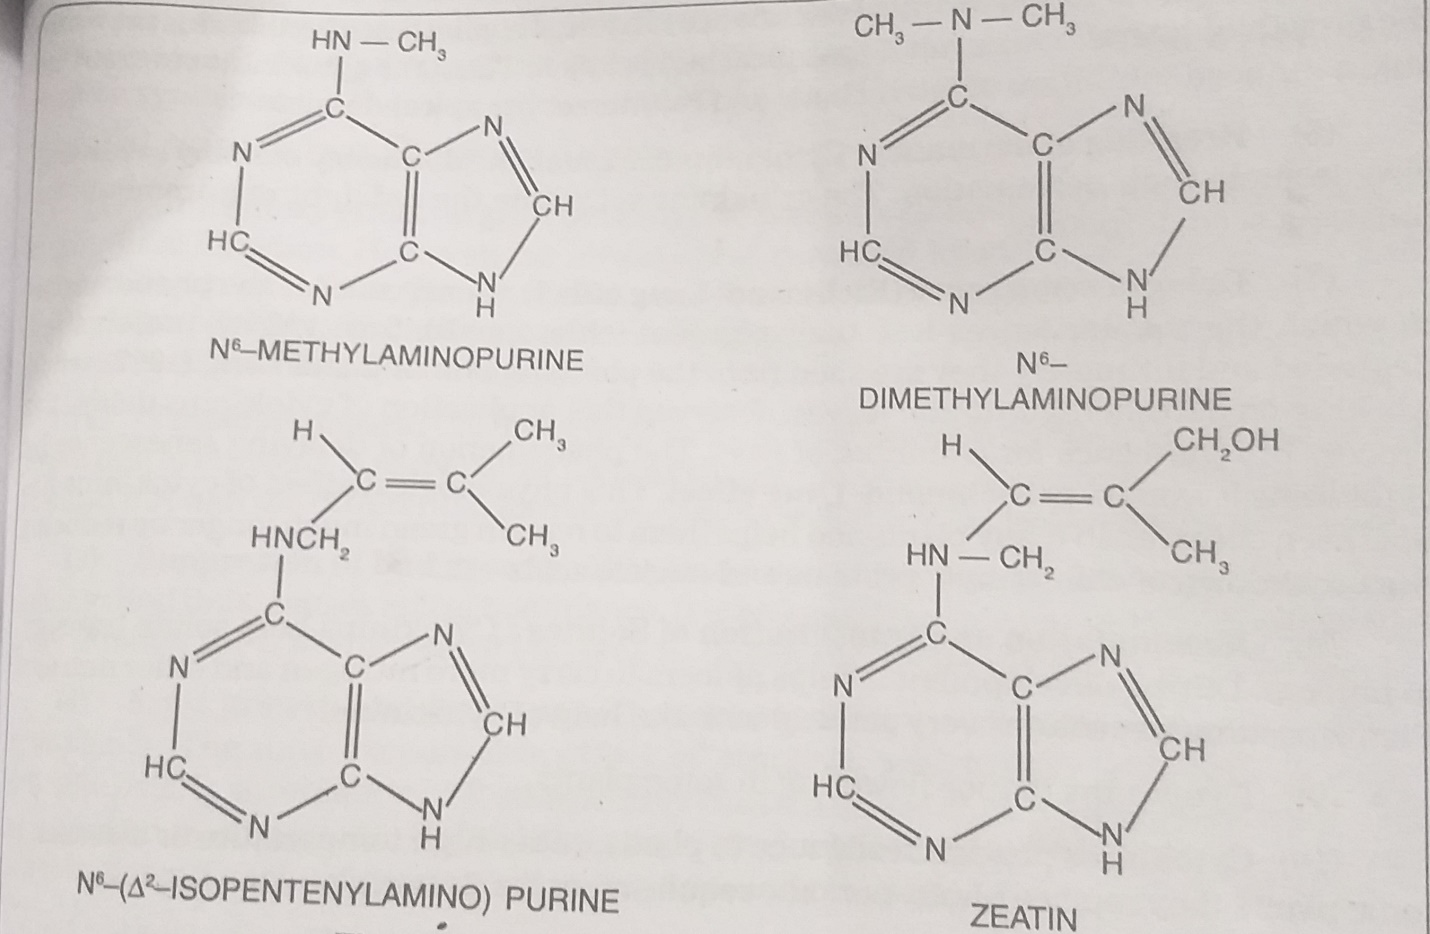 HN — CH₃
C
N
N
C
CH
HC
C
N
N
H
N⁶–METHYLAMINOPURINE
CH₃ — N — CH₃
C
N
N
C
CH
HC
C
N
N
H
N⁶–
DIMETHYLAMINOPURINE
H
CH₃
C
C
HNCH₂
CH₃
C
N
N
C
CH
HC
C
N
N
H
N⁶–(Δ²–ISOPENTENYLAMINO) PURINE
H
CH₂OH
C
C
HN — CH₂
CH₃
C
N
N
C
CH
HC
C
N
N
H
ZEATIN